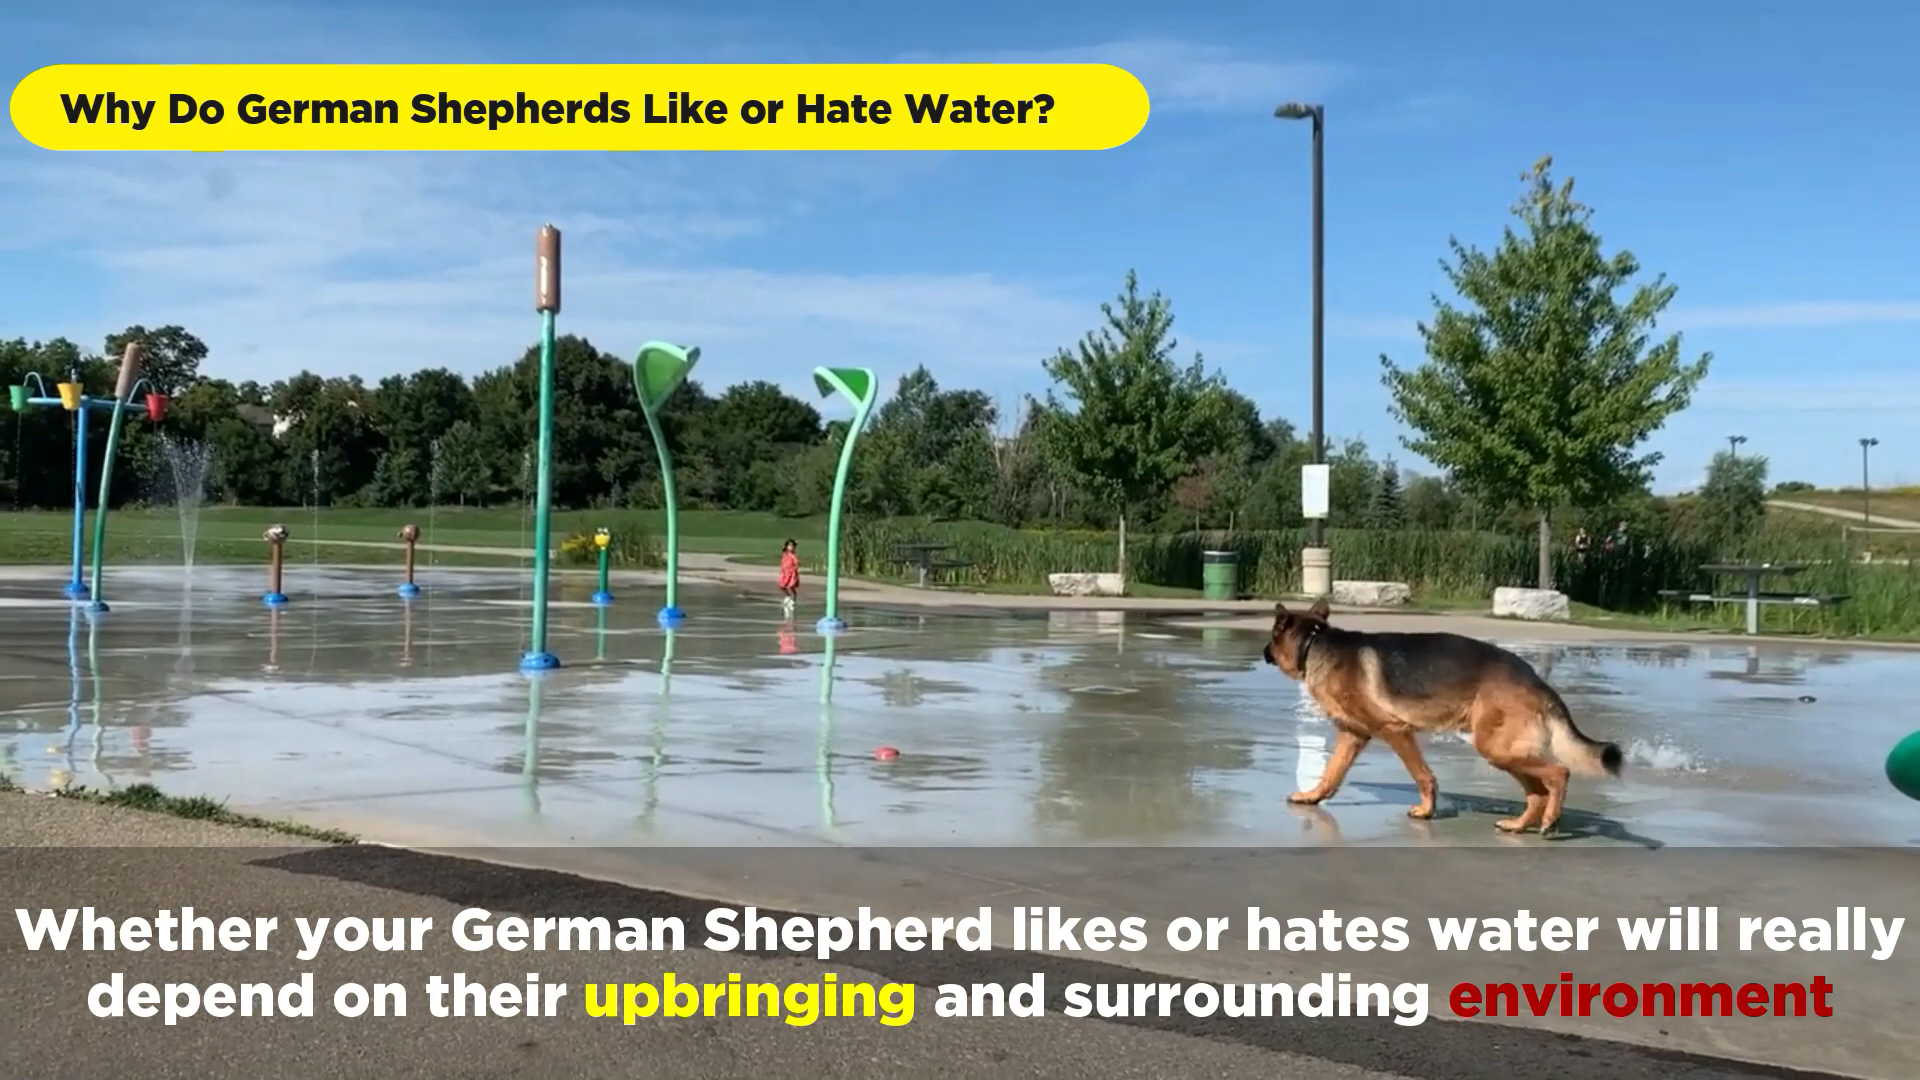 Why Do German Shepherds Like or Hate Water?
Whether your German Shepherd likes or hates water will really
depend on their upbringing and surrounding environment